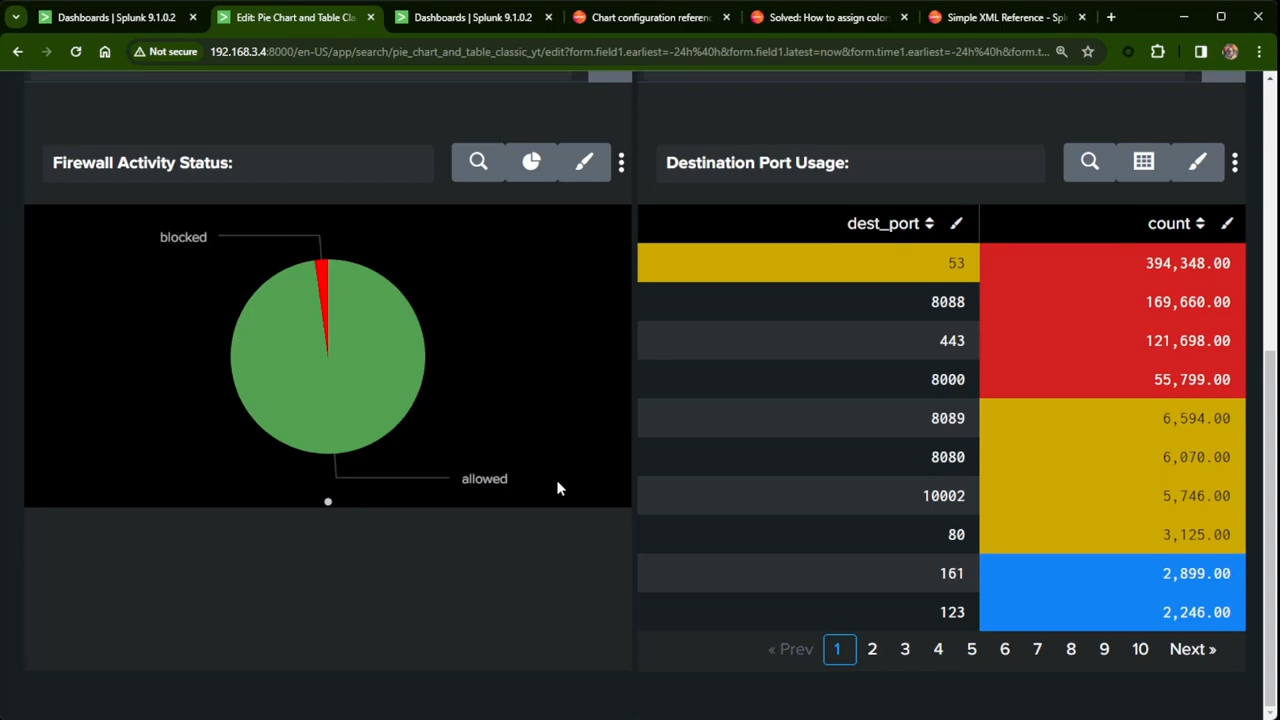 Dashboards | Splunk 9.1.0.2
Edit: Pie Chart and Table Cla
Dashboards | Splunk 9.1.0.2
Chart configuration referenc
Solved: How to assign color
Simple XML Reference - Spl
Not secure
192.168.3.4:8000/en-US/app/search/pie_chart_and_table_classic_yt/edit?form.field1.earliest=-24h%40h&form.field1.latest=now&form.time1.earliest=-24h%40h&form.t...
Firewall Activity Status:
blocked
allowed
Destination Port Usage:
dest_port count
53 394,348.00
8088 169,660.00
443 121,698.00
8000 55,799.00
8089 6,594.00
8080 6,070.00
10002 5,746.00
80 3,125.00
161 2,899.00
123 2,246.00
« Prev 1 2 3 4 5 6 7 8 9 10 Next »